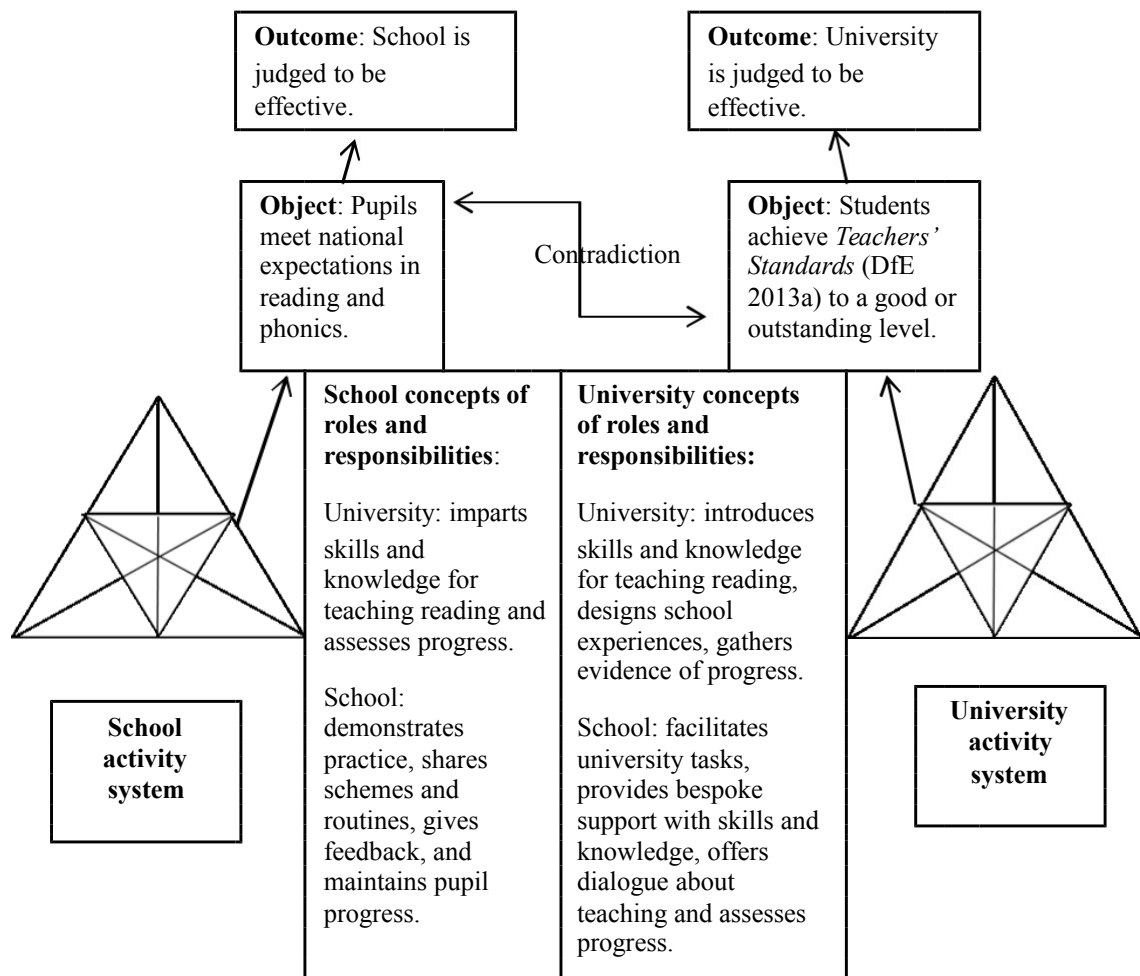 Outcome: School is
judged to be
effective.
Outcome: University
is judged to be
effective.
Object: Pupils
meet national
expectations in
reading and
phonics.
Contradiction
Object: Students
achieve Teachers’
Standards (DfE
2013a) to a good or
outstanding level.
School concepts of
roles and
responsibilities:
University: imparts
skills and
knowledge for
teaching reading and
assesses progress.
School:
demonstrates
practice, shares
schemes and
routines, gives
feedback, and
maintains pupil
progress.
University concepts
of roles and
responsibilities:
University: introduces
skills and knowledge
for teaching reading,
designs school
experiences, gathers
evidence of progress.
School: facilitates
university tasks,
provides bespoke
support with skills and
knowledge, offers
dialogue about
teaching and assesses
progress.
School
activity
system
University
activity
system